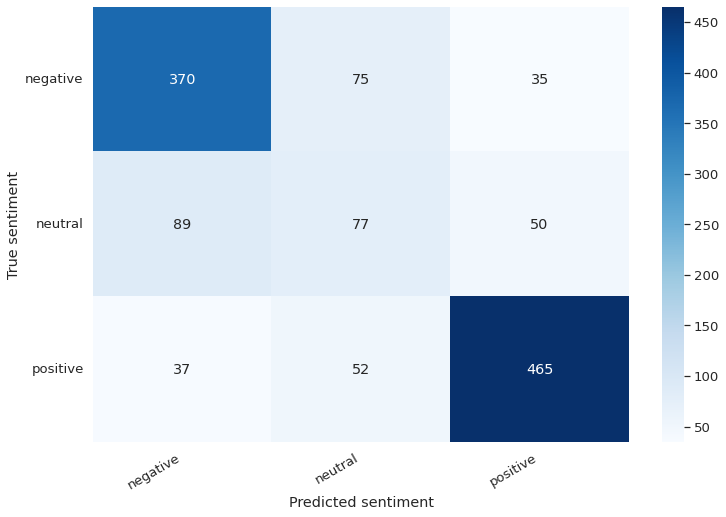 negative 370 75 35
neutral 89 77 50
positive 37 52 465
negative neutral positive
Predicted sentiment
True sentiment
450
400
350
300
250
200
150
100
50